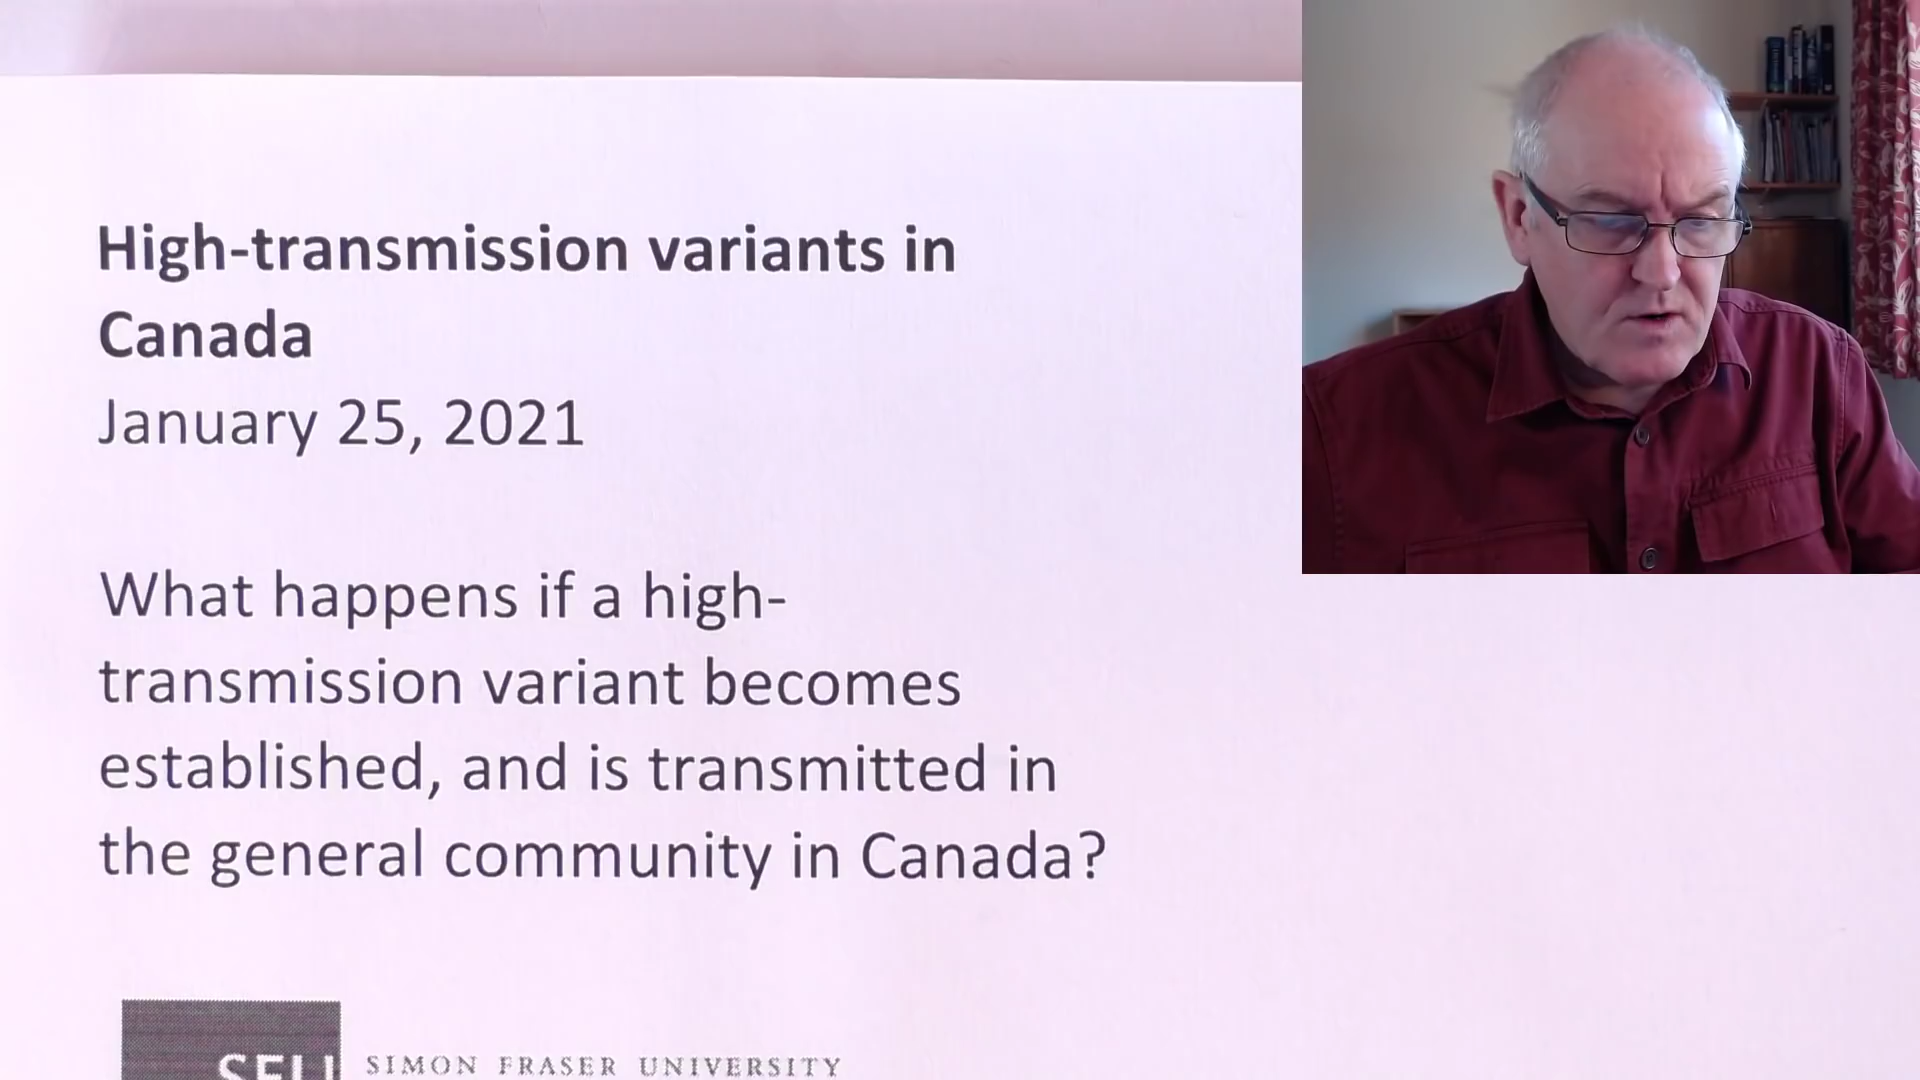 High-transmission variants in
Canada
January 25, 2021
What happens if a high-
transmission variant becomes
established, and is transmitted in
the general community in Canada?
SFU SIMON FRASER UNIVERSITY